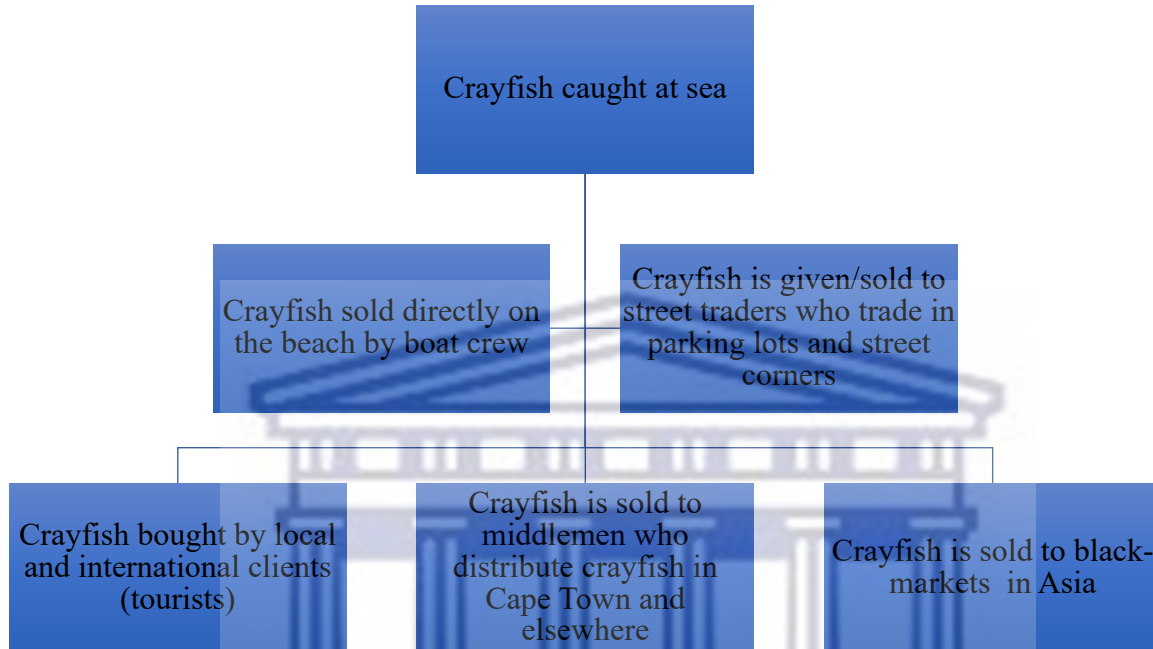 Crayfish caught at sea
Crayfish sold directly on
the beach by boat crew
Crayfish is given/sold to
street traders who trade in
parking lots and street
corners
Crayfish bought by local
and international clients
(tourists)
Crayfish is sold to
middlemen who
distribute crayfish in
Cape Town and
elsewhere
Crayfish is sold to black-
markets in Asia